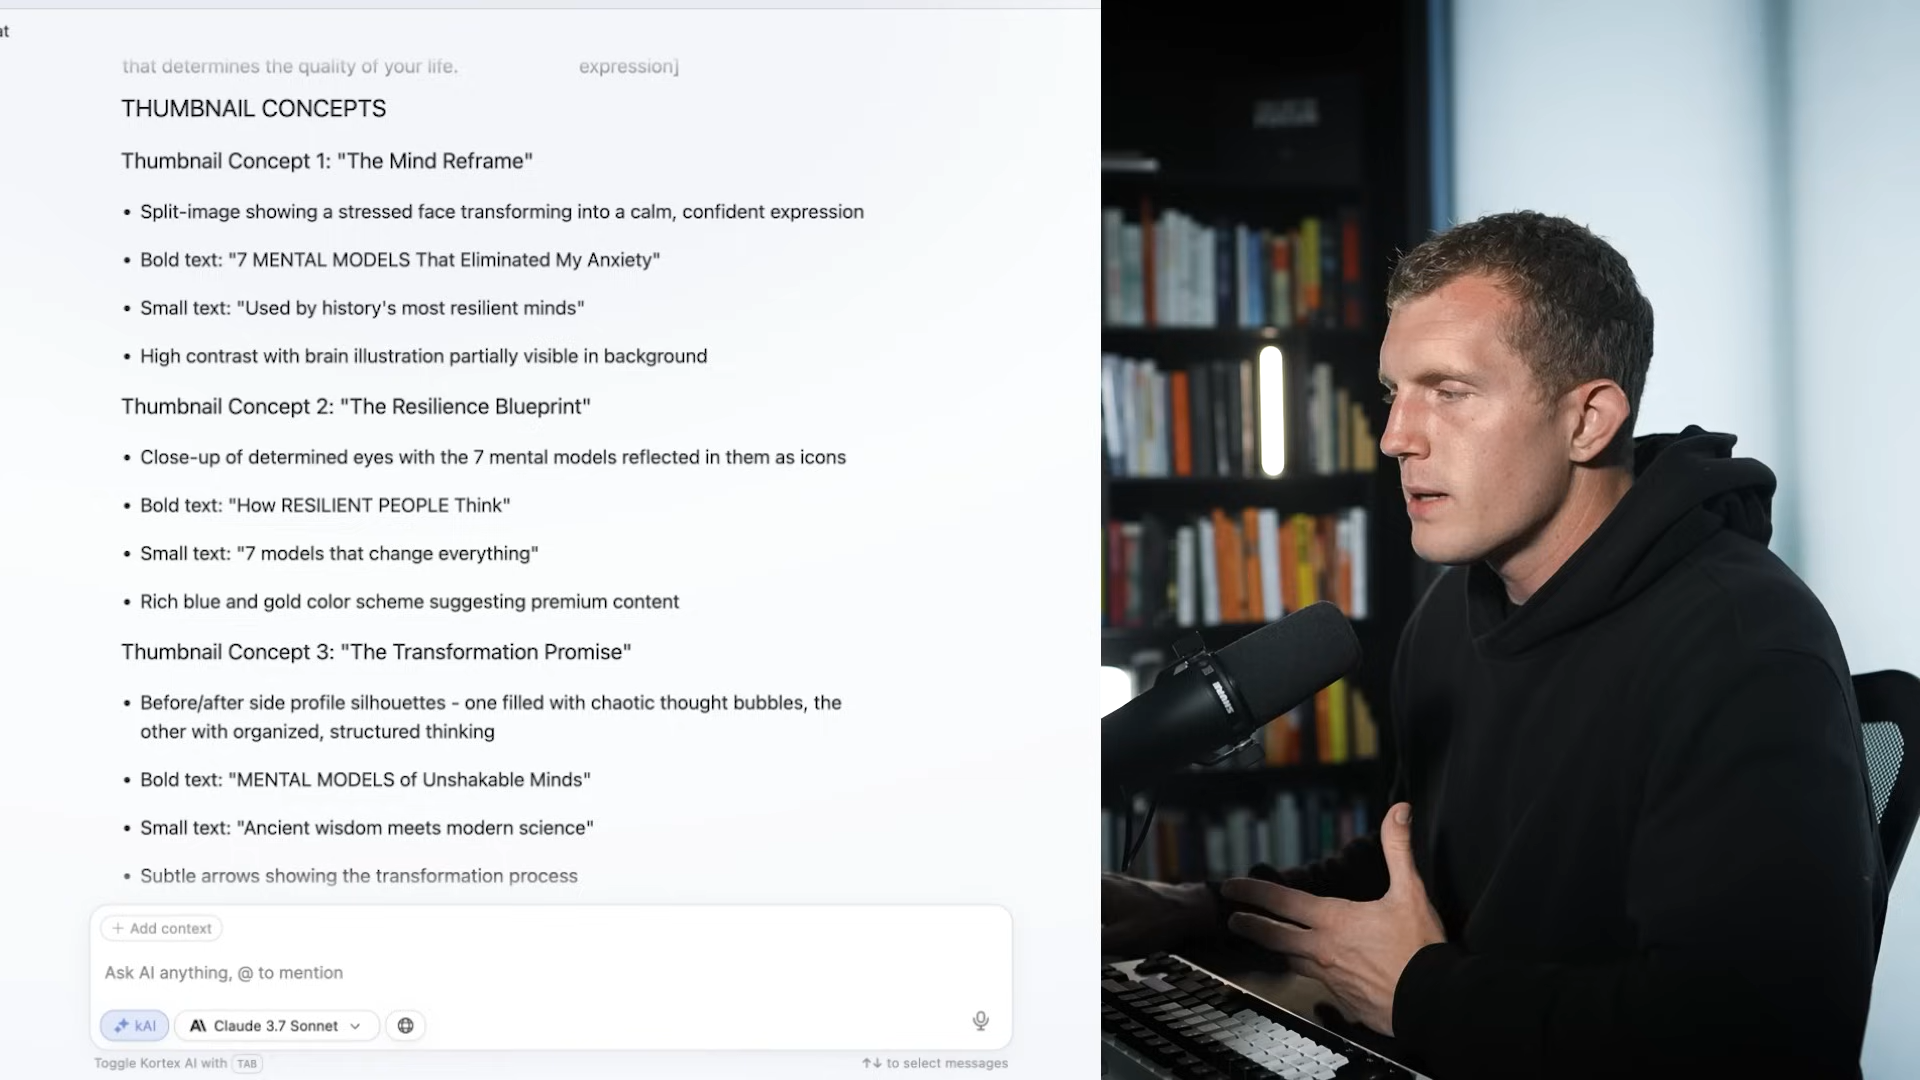 at
that determines the quality of your life.
expression]
THUMBNAIL CONCEPTS
Thumbnail Concept 1: "The Mind Reframe"
• Split-image showing a stressed face transforming into a calm, confident expression
• Bold text: "7 MENTAL MODELS That Eliminated My Anxiety"
• Small text: "Used by history's most resilient minds"
• High contrast with brain illustration partially visible in background
Thumbnail Concept 2: "The Resilience Blueprint"
• Close-up of determined eyes with the 7 mental models reflected in them as icons
• Bold text: "How RESILIENT PEOPLE Think"
• Small text: "7 models that change everything"
• Rich blue and gold color scheme suggesting premium content
Thumbnail Concept 3: "The Transformation Promise"
• Before/after side profile silhouettes - one filled with chaotic thought bubbles, the
other with organized, structured thinking
• Bold text: "MENTAL MODELS of Unshakable Minds"
• Small text: "Ancient wisdom meets modern science"
• Subtle arrows showing the transformation process
+ Add context
Ask AI anything, @ to mention
kAI
Claude 3.7 Sonnet
Toggle Kortex AI with TAB
↑↓ to select messages
SHURE